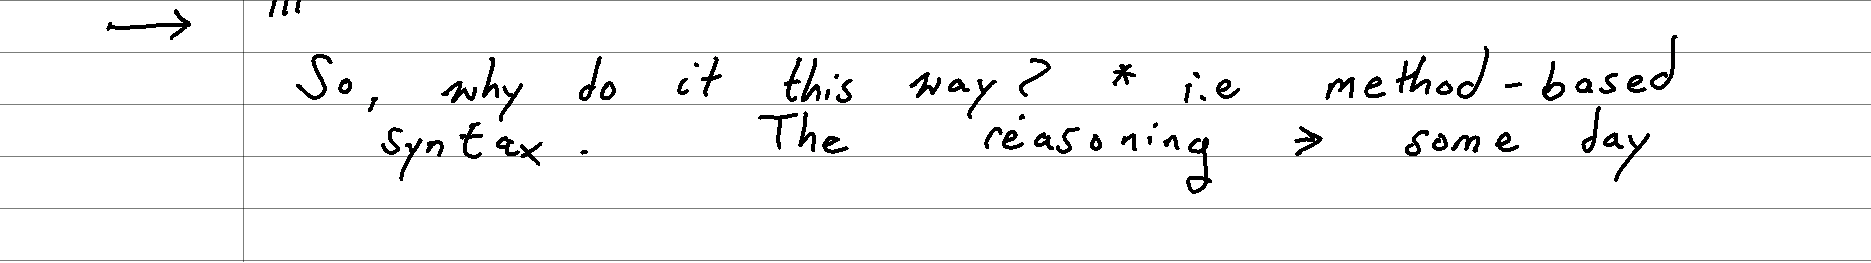 →
So, why do it this way? * i.e method-based
syntax. The reasoning → some day